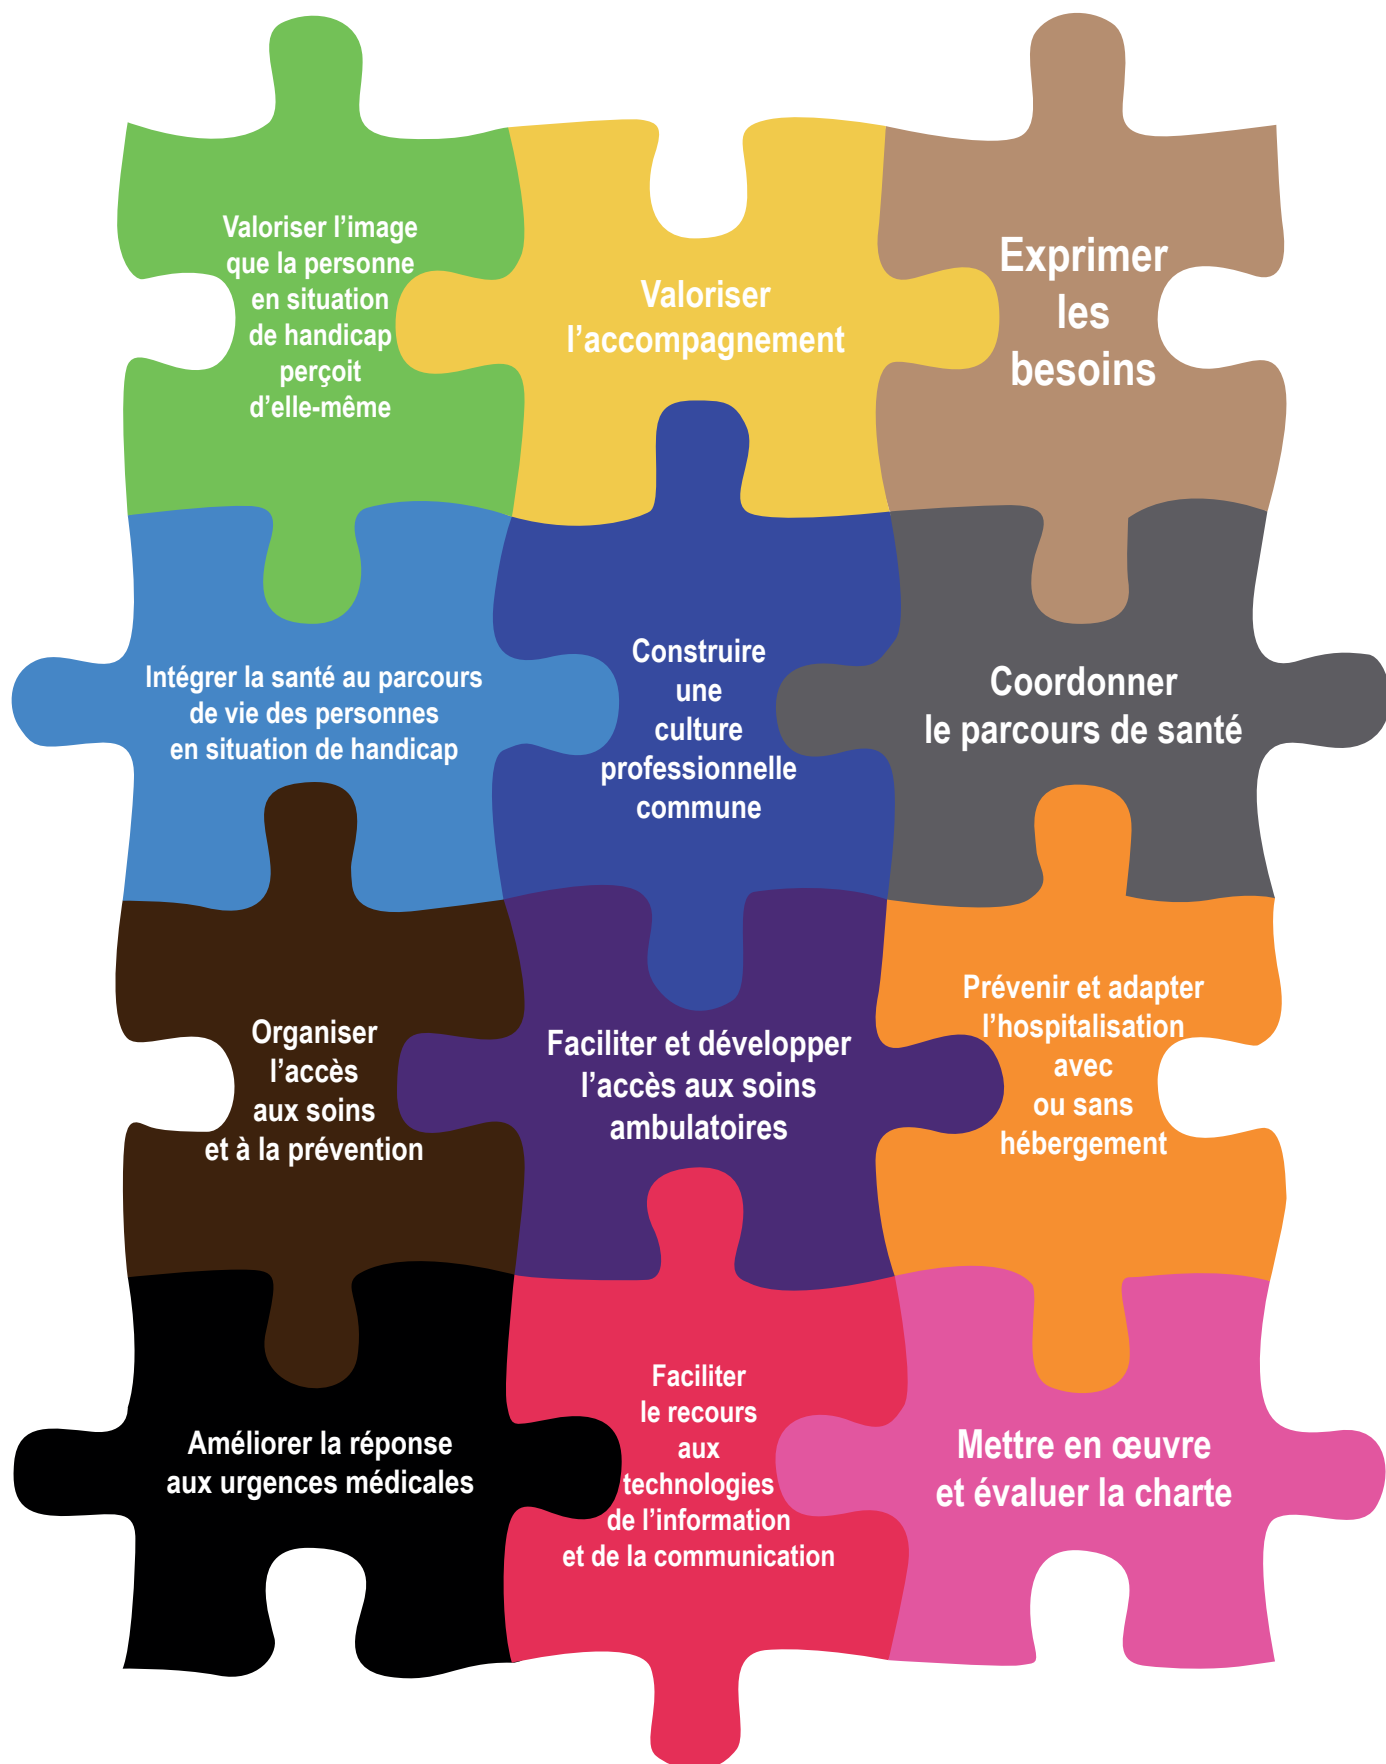 Valoriser l’image
que la personne
en situation
de handicap
perçoit
d’elle-même
Valoriser
l’accompagnement
Exprimer
les
besoins
Intégrer la santé au parcours
de vie des personnes
en situation de handicap
Construire
une
culture
professionnelle
commune
Coordonner
le parcours de santé
Organiser
l’accès
aux soins
et à la prévention
Faciliter et développer
l’accès aux soins
ambulatoires
Prévenir et adapter
l’hospitalisation
avec
ou sans
hébergement
Améliorer la réponse
aux urgences médicales
Faciliter
le recours
aux
technologies
de l’information
et de la communication
Mettre en œuvre
et évaluer la charte